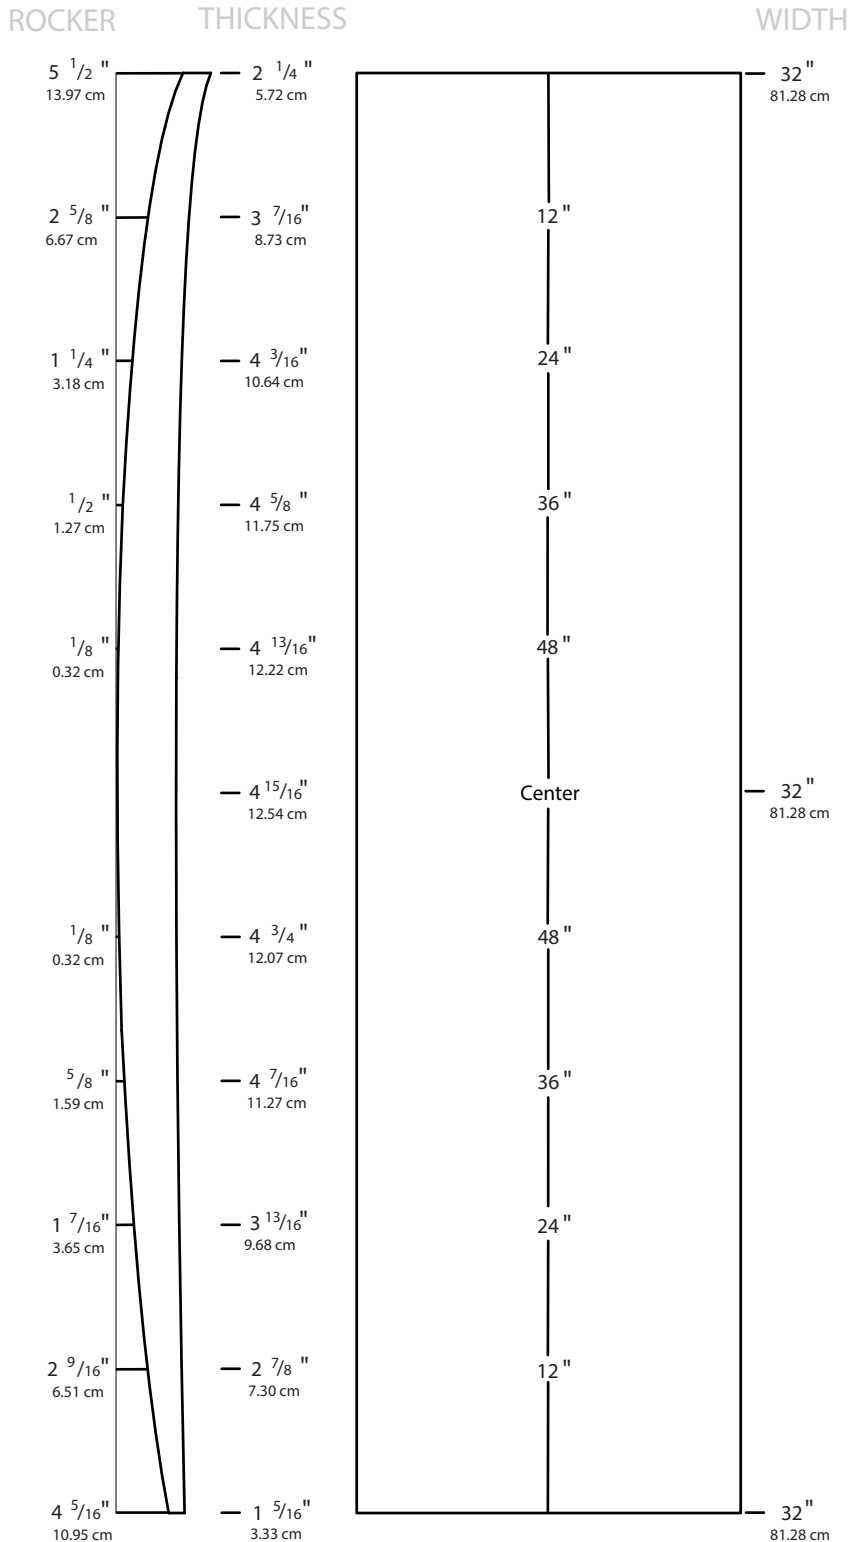 ROCKER THICKNESS WIDTH
5 1/2 " 2 1/4 " 32"
13.97 cm 5.72 cm 81.28 cm
2 5/8 " 3 7/16" 12"
6.67 cm 8.73 cm
1 1/4 " 4 3/16" 24"
3.18 cm 10.64 cm
1/2 " 4 5/8 " 36"
1.27 cm 11.75 cm
1/8 " 4 13/16" 48"
0.32 cm 12.22 cm
4 15/16" Center 32"
12.54 cm 81.28 cm
1/8 " 4 3/4 " 48"
0.32 cm 12.07 cm
5/8 " 4 7/16" 36"
1.59 cm 11.27 cm
1 7/16" 3 13/16" 24"
3.65 cm 9.68 cm
2 9/16" 2 7/8 " 12"
6.51 cm 7.30 cm
4 5/16" 1 5/16" 32"
10.95 cm 3.33 cm 81.28 cm